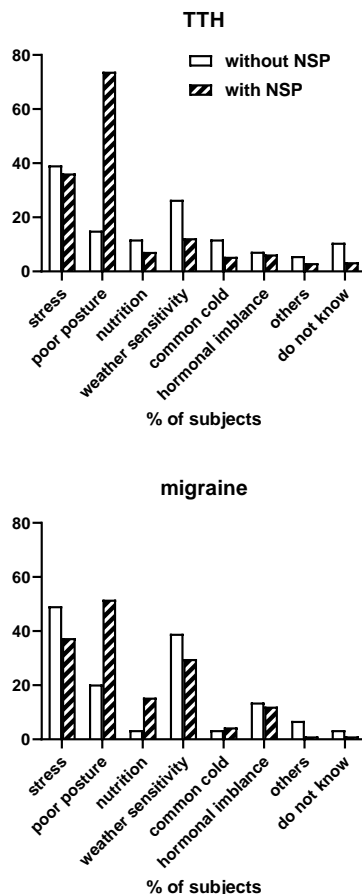 TTH
without NSP
with NSP
80
60
40
20
0
stress
poor posture
nutrition
weather sensitivity
common cold
hormonal imblance
others
do not know
% of subjects
migraine
80
60
40
20
0
stress
poor posture
nutrition
weather sensitivity
common cold
hormonal imblance
others
do not know
% of subjects